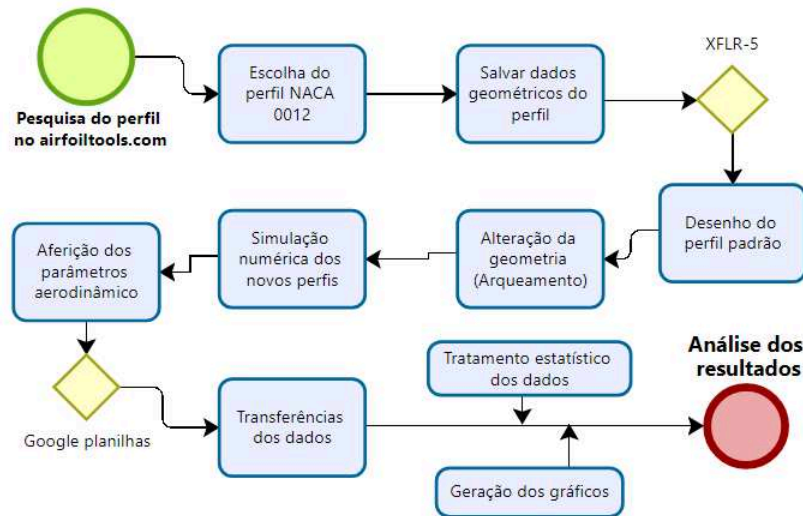 Pesquisa do perfil
no airfoiltools.com
Escolha do
perfil NACA
0012
Salvar dados
geométricos do
perfil
XFLR-5
Desenho do
perfil padrão
Alteração da
geometria
(Arqueamento)
Simulação
numérica dos
novos perfis
Aferição dos
parâmetros
aerodinâmico
Google planilhas
Transferências
dos dados
Tratamento estatístico
dos dados
Geração dos gráficos
Análise dos
resultados